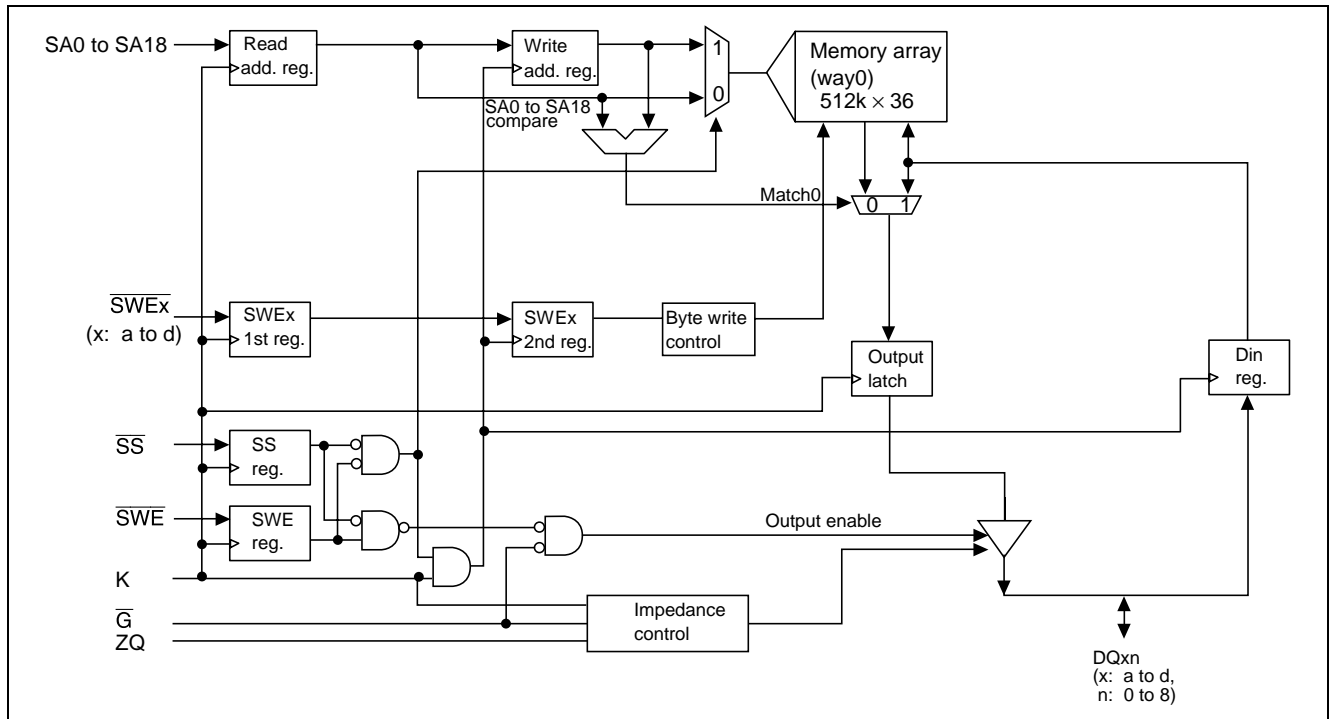 SA0 to SA18
Read
add. reg.
Write
add. reg.
1
0
Memory array
(way0)
512k × 36
SA0 to SA18
compare
Match0
0 1
SWEx
(x: a to d)
SWEx
1st reg.
SWEx
2nd reg.
Byte write
control
Output
latch
Din
reg.
SS
SS
reg.
SWE
SWE
reg.
Output enable
K
G
ZQ
Impedance
control
DQxn
(x: a to d,
n: 0 to 8)